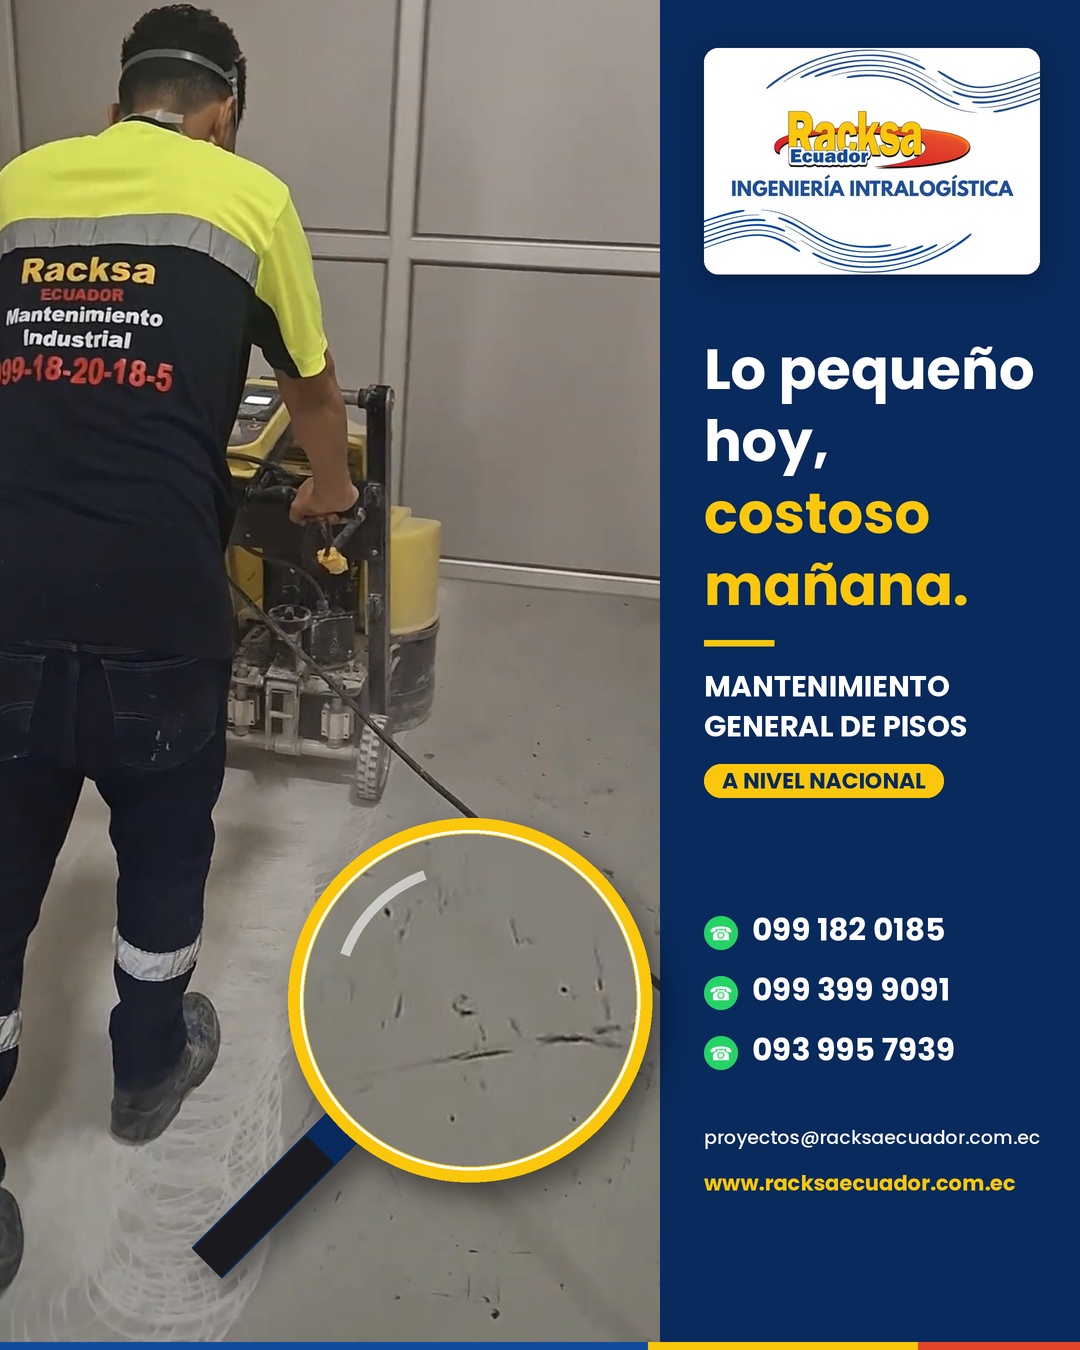 Racksa
ECUADOR
Mantenimiento
Industrial
99-18-20-18-5
Racksa
Ecuador
INGENIERÍA INTRALOGÍSTICA
Lo pequeño
hoy,
costoso
mañana.
MANTENIMIENTO
GENERAL DE PISOS
A NIVEL NACIONAL
099 182 0185
099 399 9091
093 995 7939
proyectos@racksaecuador.com.ec
www.racksaecuador.com.ec